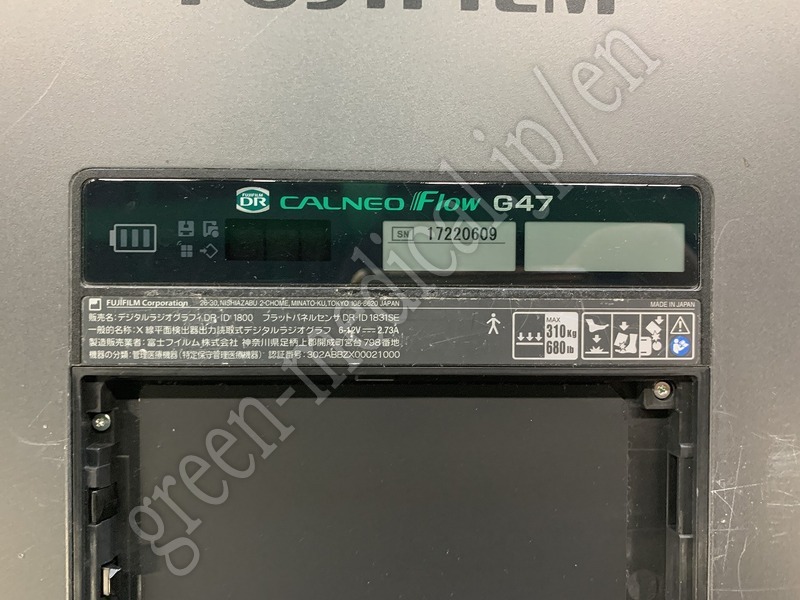 FUJIFILM
FUJIFILM
DR CALNEO Flow G47
SN 17220609
FUJIFILM Corporation 26-30, NISHIAZABU 2-CHOME, MINATO-KU, TOKYO 106-8620 JAPAN
MADE IN JAPAN
販売名:デジタルラジオグラフィ DR-ID 1800 フラットパネルセンサ DR-ID 1831SE
一般的名称:X線平面検出器出力読取式デジタルラジオグラフ 6-12V 2.73A
製造販売業者:富士フイルム株式会社 神奈川県足柄上郡開成町宮台798番地
機器の分類:管理医療機器(特定保守管理医療機器) 認証番号:302ABBZX00021000
MAX
310Kg
680lb
green-medical.jp/en